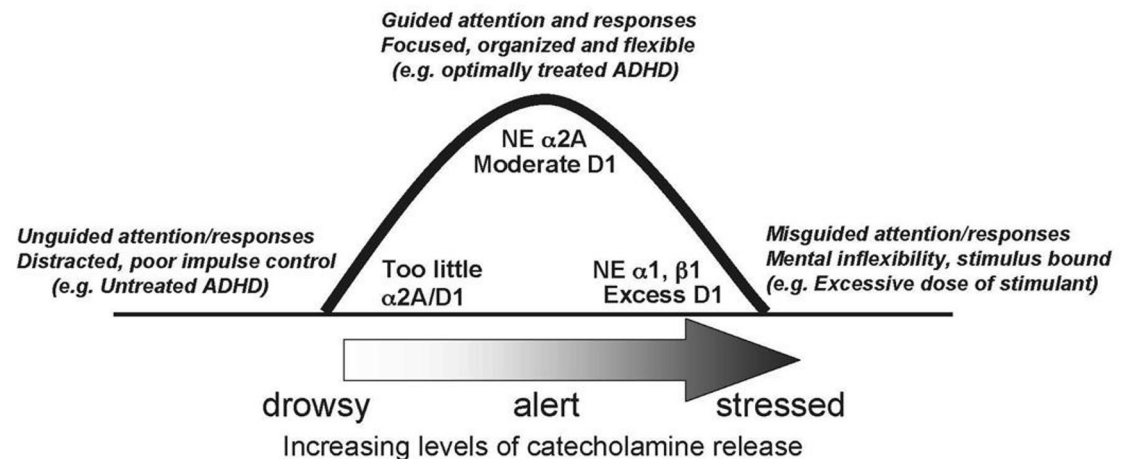 Guided attention and responses
Focused, organized and flexible
(e.g. optimally treated ADHD)
NE α2A
Moderate D1
Unguided attention/responses
Distracted, poor impulse control
(e.g. Untreated ADHD)
Too little
α2A/D1
NE α1, β1
Excess D1
Misguided attention/responses
Mental inflexibility, stimulus bound
(e.g. Excessive dose of stimulant)
drowsy alert stressed
Increasing levels of catecholamine release